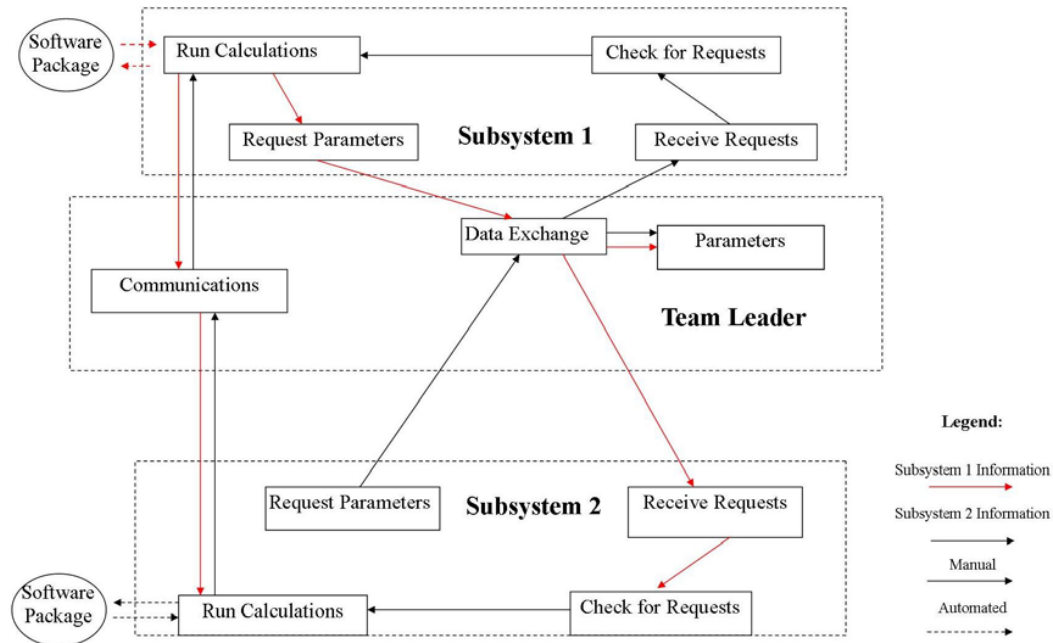 Software
Package
Run Calculations
Check for Requests
Request Parameters
Subsystem 1
Receive Requests
Data Exchange
Parameters
Communications
Team Leader
Request Parameters
Subsystem 2
Receive Requests
Software
Package
Run Calculations
Check for Requests
Legend:
Subsystem 1 Information
Subsystem 2 Information
Manual
Automated